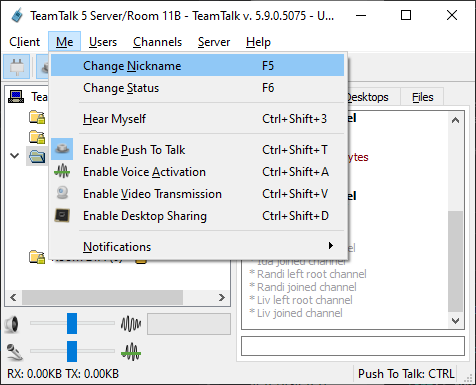 TeamTalk 5 Server/Room 11B - TeamTalk v. 5.9.0.5075 - U...
Client Me Users Channels Server Help
Change Nickname F5
Change Status F6
Hear Myself Ctrl+Shift+3
Enable Push To Talk Ctrl+Shift+T
Enable Voice Activation Ctrl+Shift+A
Enable Video Transmission Ctrl+Shift+V
Enable Desktop Sharing Ctrl+Shift+D
Notifications
Desktops Files
* Ida joined channel
* Randi left root channel
* Randi joined channel
* Liv left root channel
* Liv joined channel
RX: 0.00KB TX: 0.00KB Push To Talk: CTRL